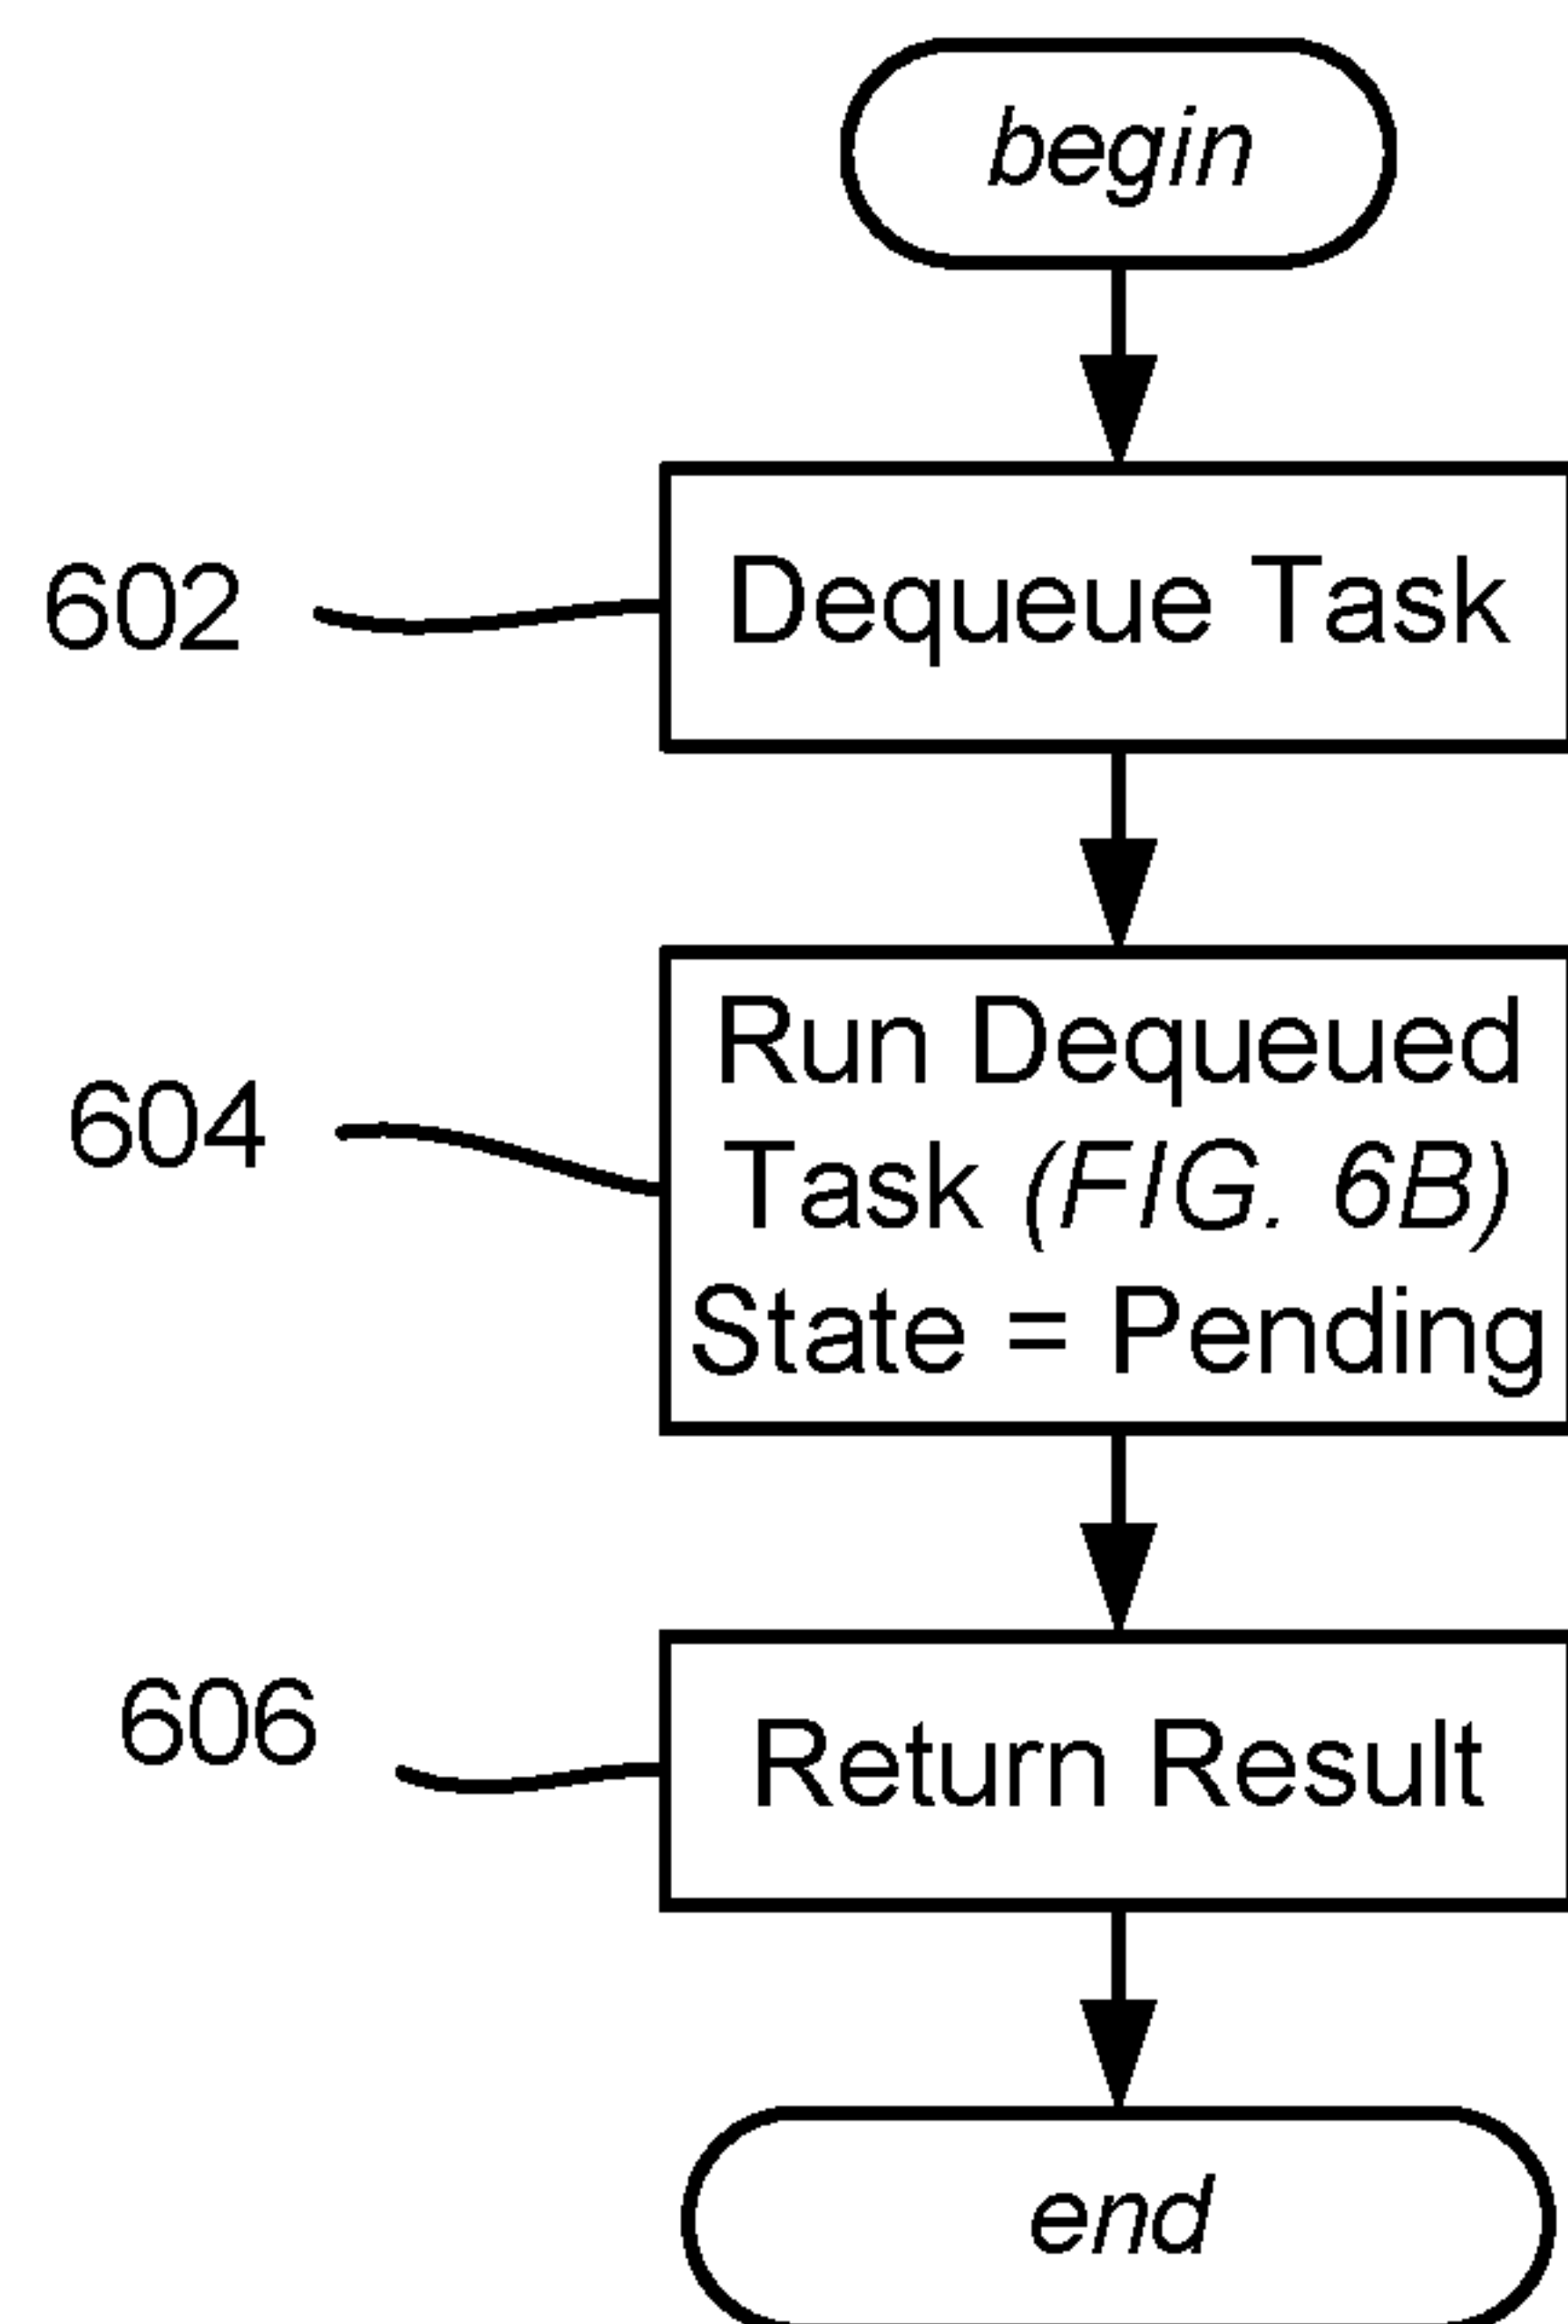 begin
602
Dequeue Task
604
Run Dequeued
Task (FIG. 6B)
State = Pending
606
Return Result
end